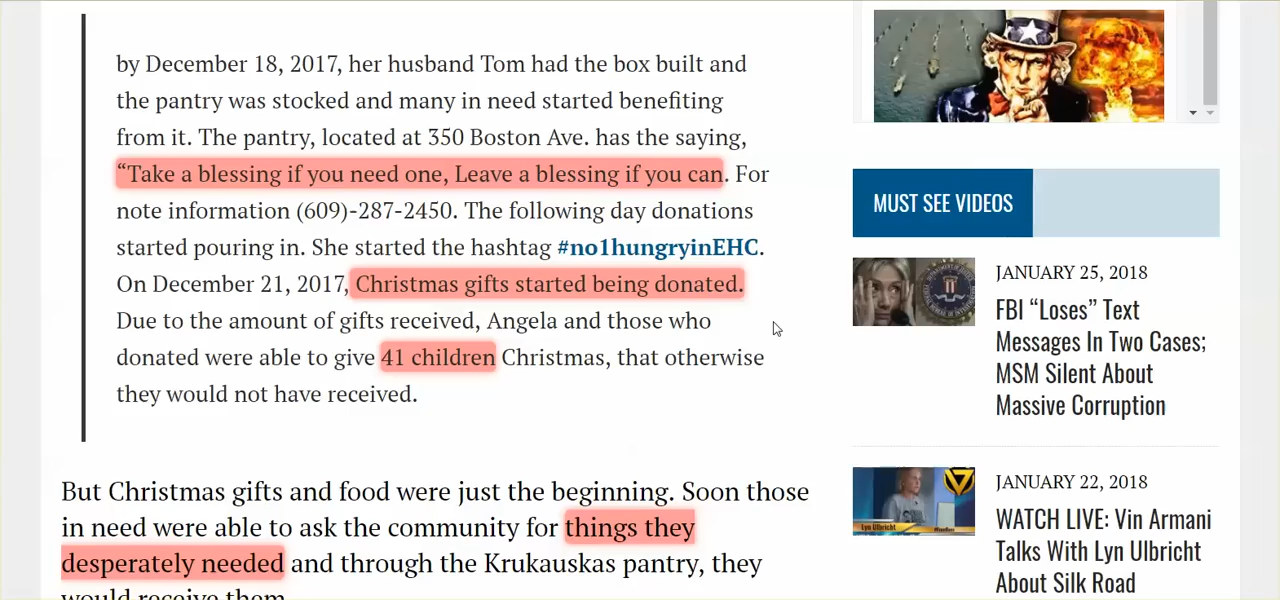 by December 18, 2017, her husband Tom had the box built and
the pantry was stocked and many in need started benefiting
from it. The pantry, located at 350 Boston Ave. has the saying,
“Take a blessing if you need one, Leave a blessing if you can. For
note information (609)-287-2450. The following day donations
started pouring in. She started the hashtag #no1hungryinEHC.
On December 21, 2017, Christmas gifts started being donated.
Due to the amount of gifts received, Angela and those who
donated were able to give 41 children Christmas, that otherwise
they would not have received.
But Christmas gifts and food were just the beginning. Soon those
in need were able to ask the community for things they
desperately needed and through the Krukauskas pantry, they
would receive them
MUST SEE VIDEOS
JANUARY 25, 2018
FBI “Loses” Text
Messages In Two Cases;
MSM Silent About
Massive Corruption
JANUARY 22, 2018
WATCH LIVE: Vin Armani
Talks With Lyn Ulbricht
About Silk Road
Lyn Ulbricht